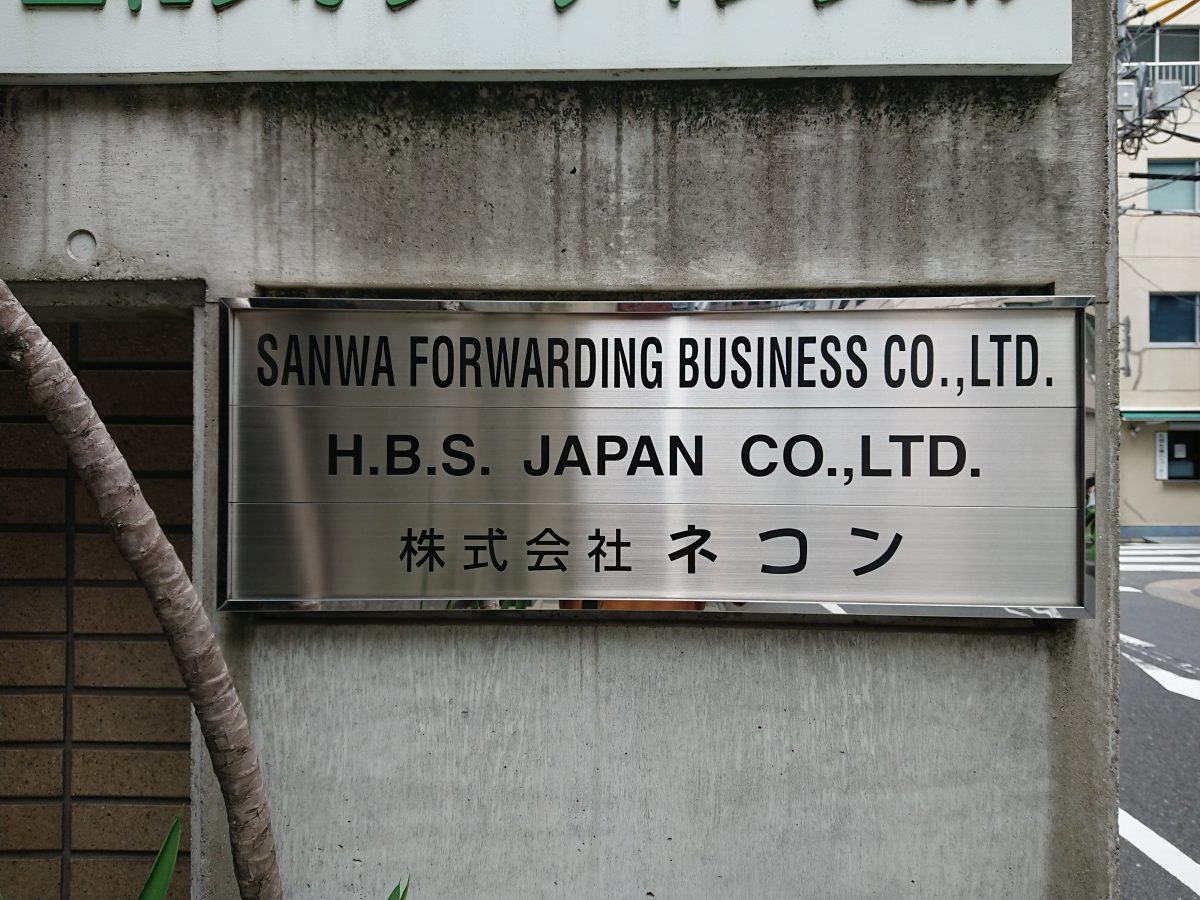 SANWA FORWARDING BUSINESS CO.,LTD.
H.B.S. JAPAN CO.,LTD.
株式会社 ネコン